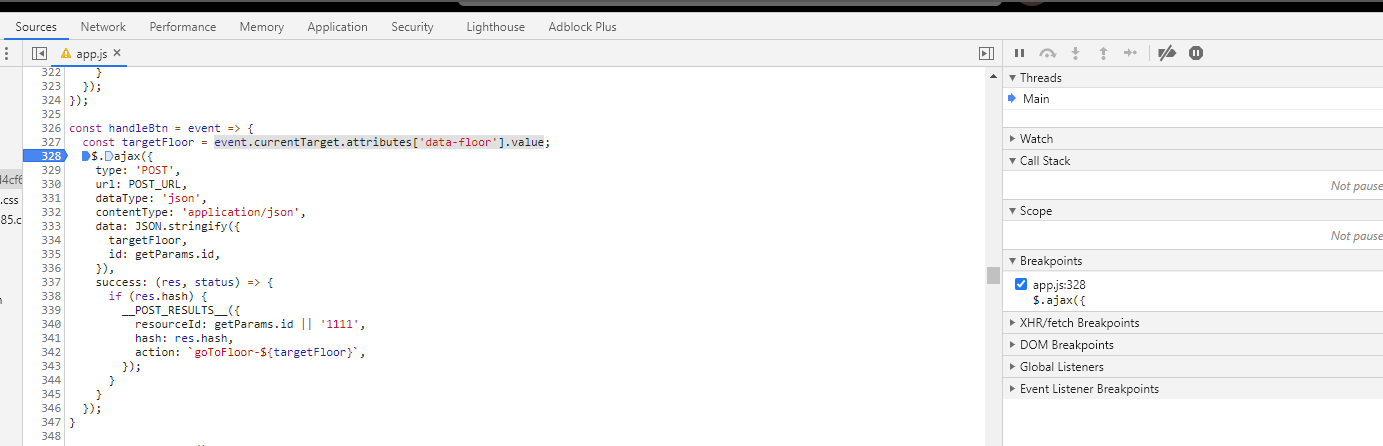 Sources Network Performance Memory Application Security Lighthouse Adblock Plus
app.js
322 }
323 });
324 });
325
326 const handleBtn = event => {
327 const targetFloor = event.currentTarget.attributes['data-floor'].value;
328 $.ajax({
329 type: 'POST',
330 url: POST_URL,
331 dataType: 'json',
332 contentType: 'application/json',
333 data: JSON.stringify({
334 targetFloor,
335 id: getParams.id,
336 }),
337 success: (res, status) => {
338 if (res.hash) {
339 __POST_RESULTS__({
340 resourceId: getParams.id || '1111',
341 hash: res.hash,
342 action: `goToFloor-${targetFloor}`,
343 });
344 }
345 }
346 });
347 }
348
.css
85.c
Threads
Main
Watch
Call Stack
Not pause
Scope
Not pause
Breakpoints
app.js:328
$.ajax({
XHR/fetch Breakpoints
DOM Breakpoints
Global Listeners
Event Listener Breakpoints